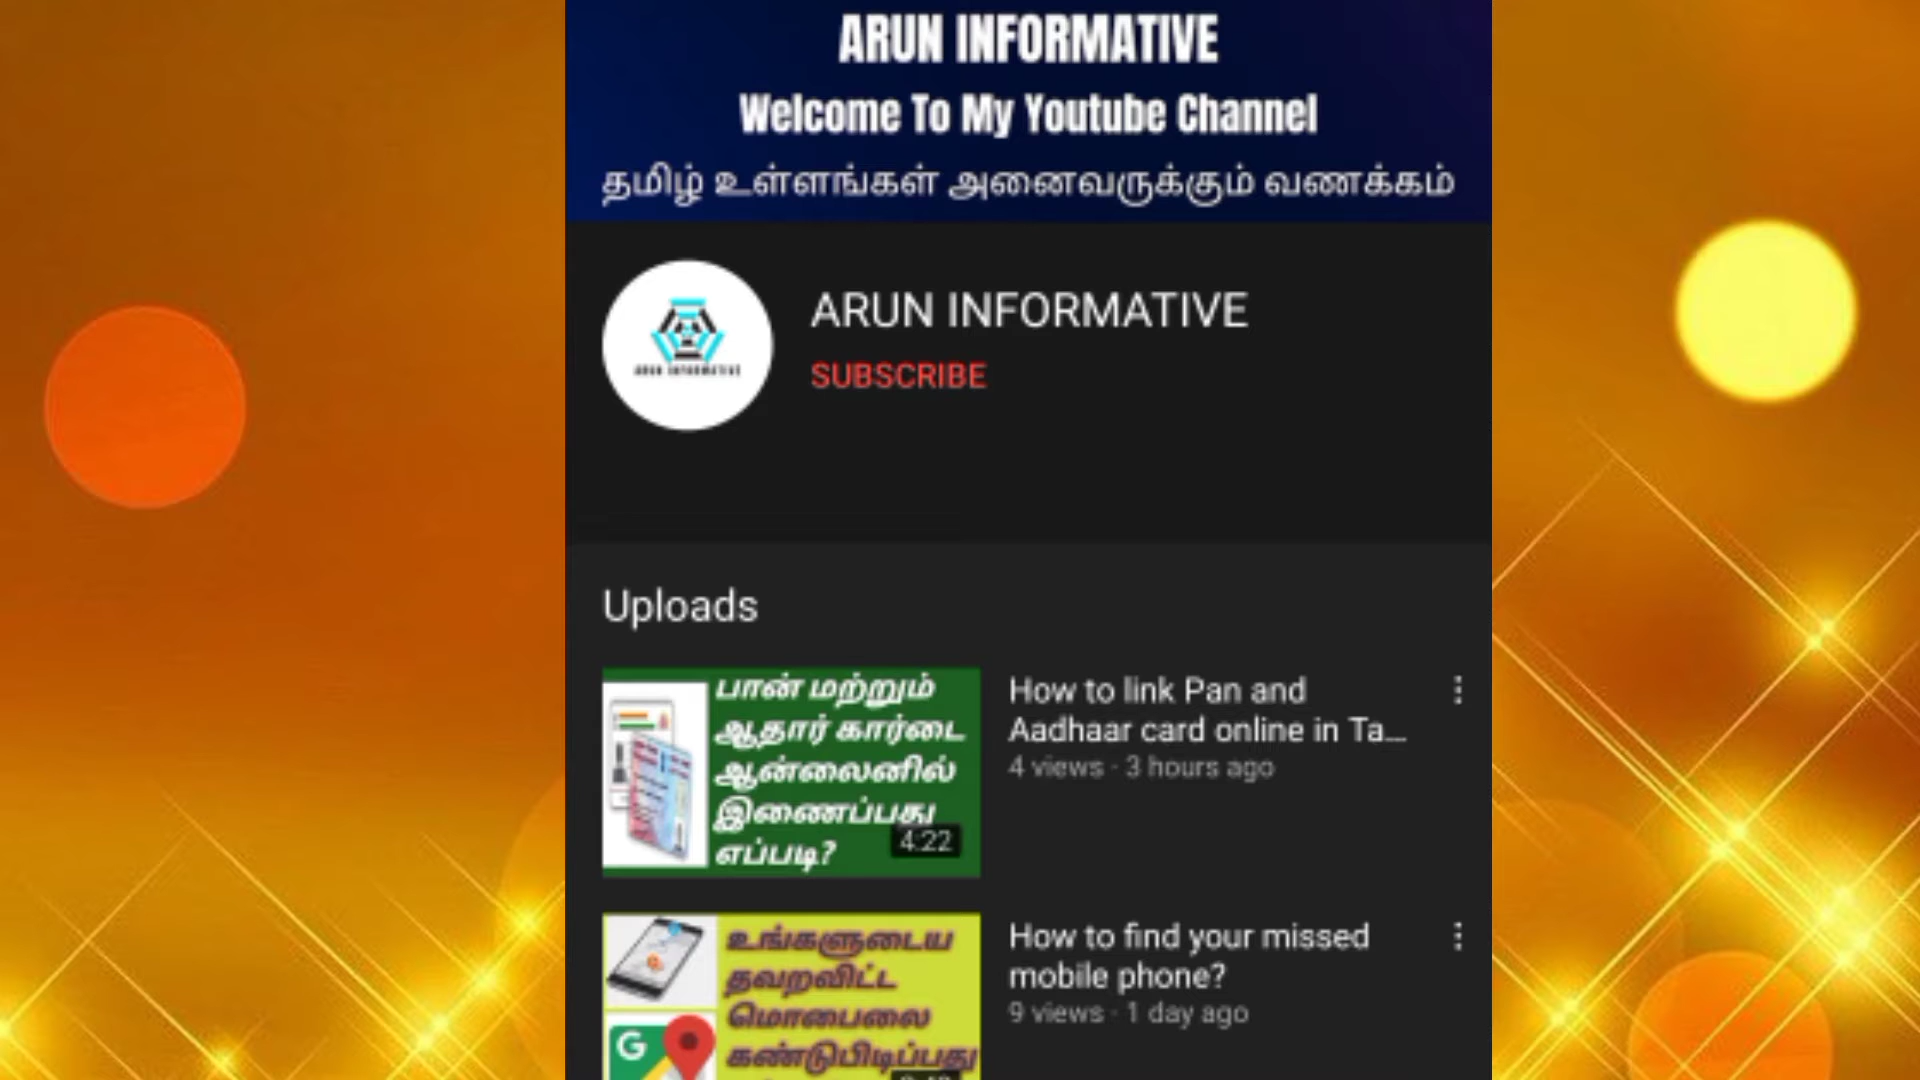 ARUN INFORMATIVE
Welcome To My Youtube Channel
தமிழ் உள்ளங்கள் அனைவருக்கும் வணக்கம்
ARUN INFORMATIVE
ARUN INFORMATIVE
SUBSCRIBE
Uploads
பான் மற்றும்
ஆதார் கார்டை
ஆன்லைனில்
இணைப்பது
எப்படி?
4:22
How to link Pan and
Aadhaar card online in Ta...
4 views · 3 hours ago
உங்களுடைய
தவறவிட்ட
மொபைலை
கண்டுபிடிப்பது
G
How to find your missed
mobile phone?
9 views · 1 day ago